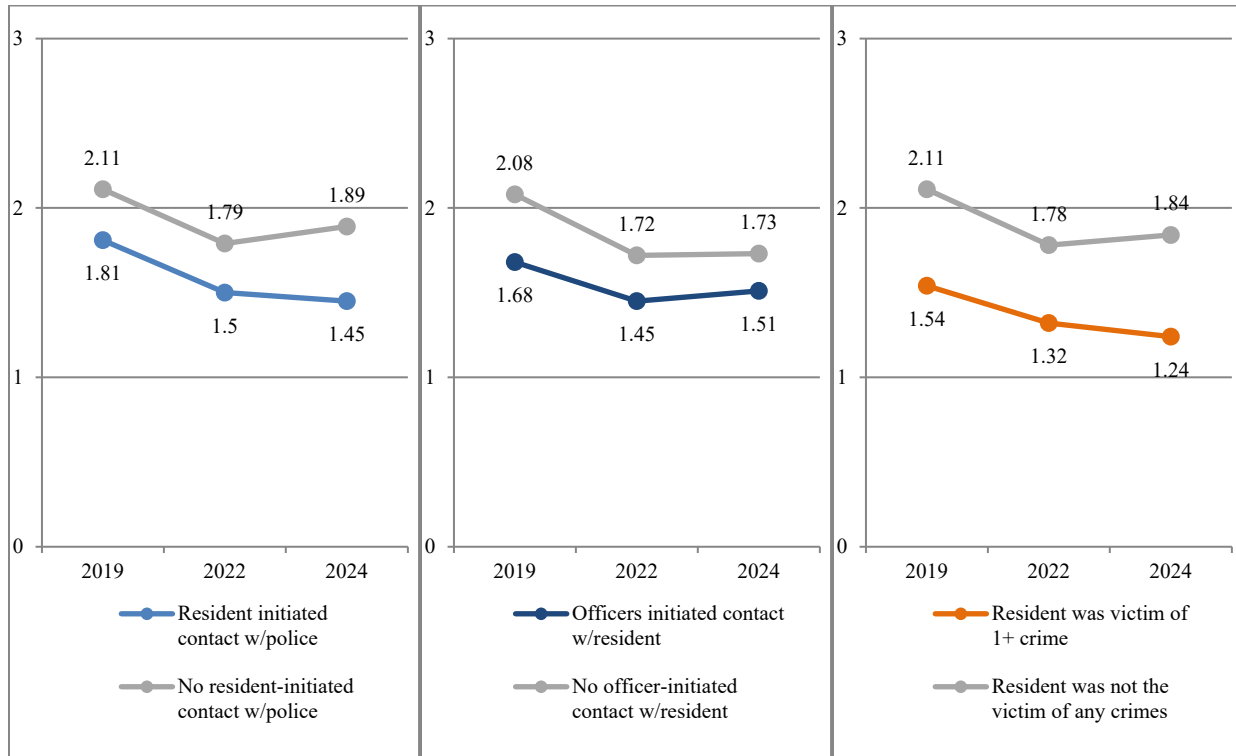 3
2
1
0
2.11
1.79
1.89
1.81
1.5
1.45
2019 2022 2024
Resident initiated
contact w/police
No resident-initiated
contact w/police
3
2
1
0
2.08
1.72
1.73
1.68
1.45
1.51
2019 2022 2024
Officers initiated contact
w/resident
No officer-initiated
contact w/resident
3
2
1
0
2.11
1.78
1.84
1.54
1.32
1.24
2019 2022 2024
Resident was victim of
1+ crime
Resident was not the
victim of any crimes